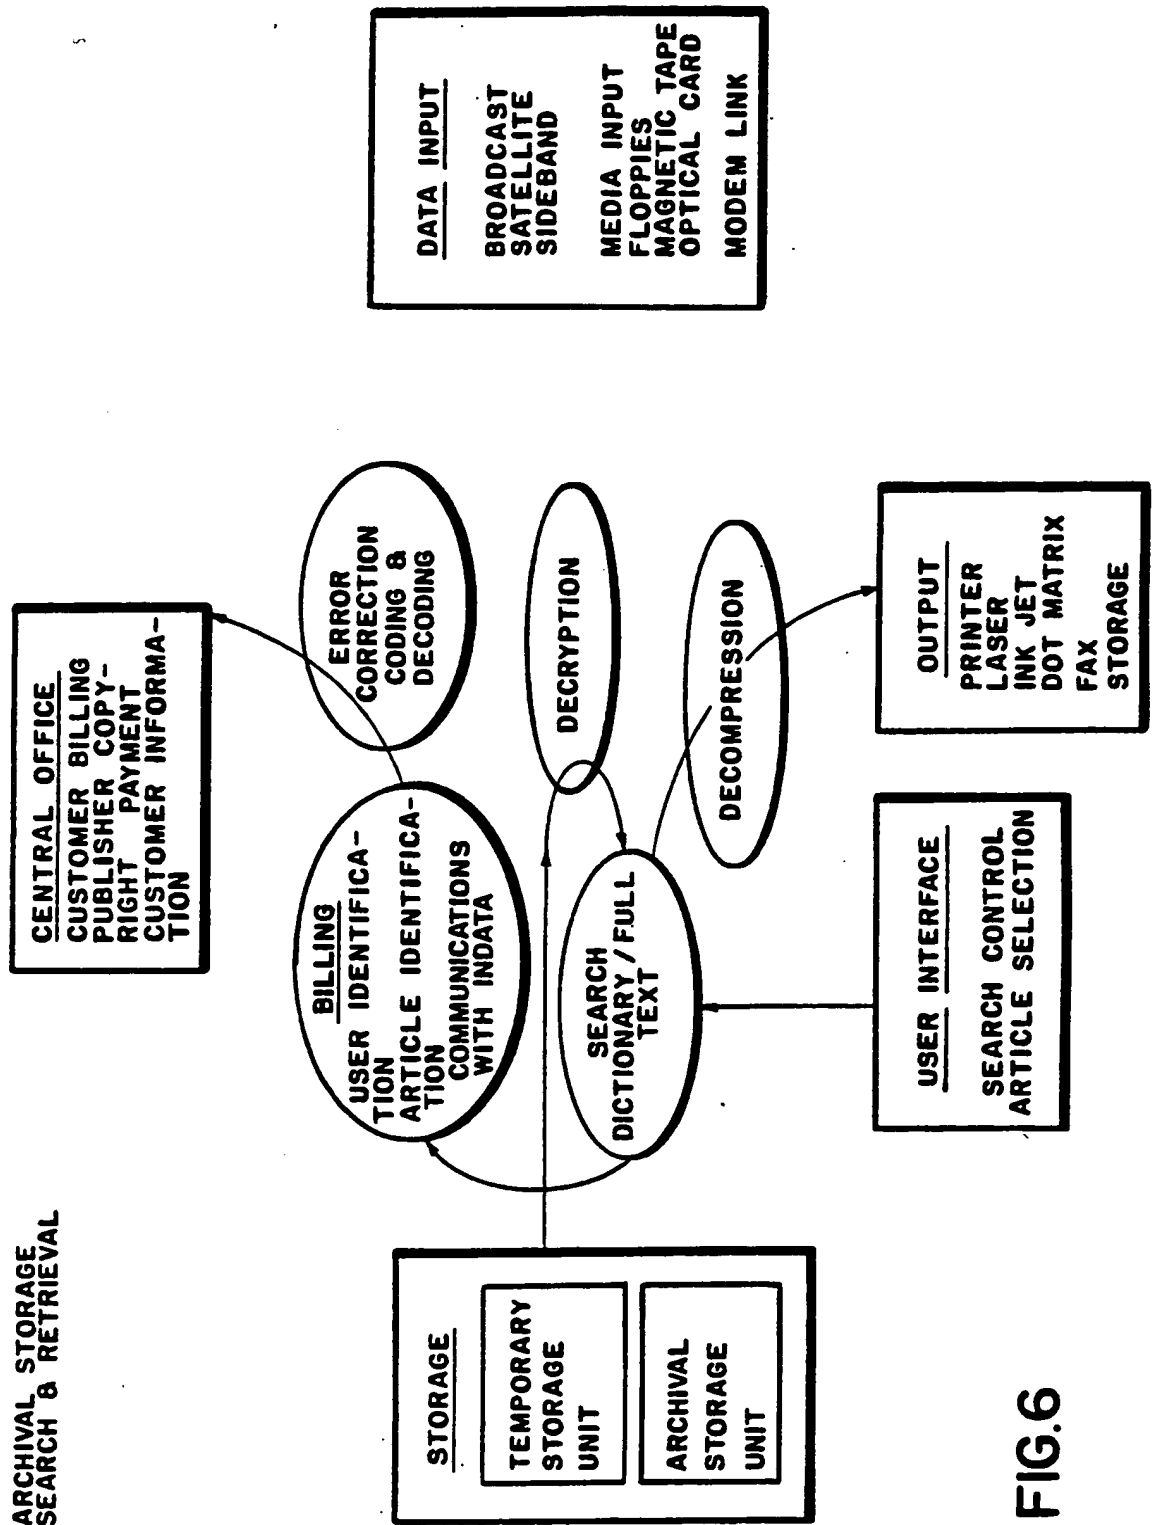 ARCHIVAL STORAGE
SEARCH & RETRIEVAL
CENTRAL OFFICE
CUSTOMER BILLING
PUBLISHER COPY-
RIGHT PAYMENT
CUSTOMER INFORMA-
TION
BILLING
USER IDENTIFICA-
TION
ARTICLE IDENTIFICA-
TION
COMMUNICATIONS
WITH INDATA
ERROR
CORRECTION
CODING &
DECODING
DATA INPUT
BROADCAST
SATELLITE
SIDEBAND
MEDIA INPUT
FLOPPIES
MAGNETIC TAPE
OPTICAL CARD
MODEM LINK
STORAGE
TEMPORARY
STORAGE
UNIT
ARCHIVAL
STORAGE
UNIT
SEARCH
DICTIONARY/FULL
TEXT
DECRYPTION
DECOMPRESSION
USER INTERFACE
SEARCH CONTROL
ARTICLE SELECTION
OUTPUT
PRINTER
LASER
INK JET
DOT MATRIX
FAX
STORAGE
FIG.6